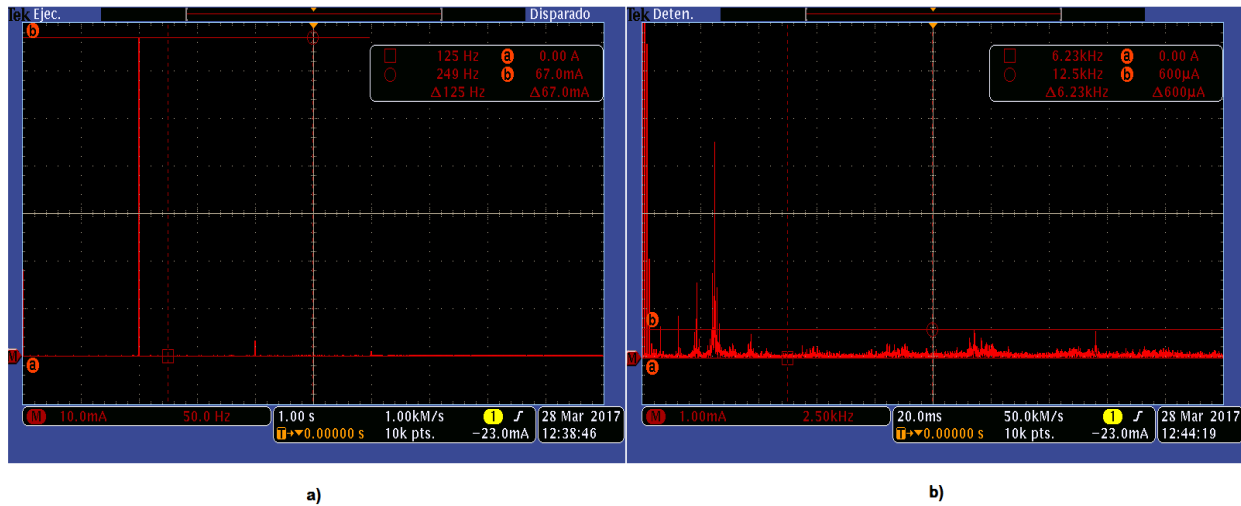 Tek Ejec.
Disparado
b
125 Hz a 0.00 A
249 Hz b 67.0mA
Δ125 Hz Δ67.0mA
M
a
M 10.0mA 50.0 Hz
1.00 s 1.00kM/s 1
T→▼0.00000 s 10k pts. −23.0mA
28 Mar 2017
12:38:46
a)
Tek Deten.
6.23kHz a 0.00 A
12.5kHz b 600µA
Δ6.23kHz Δ600µA
b
M
a
M 1.00mA 2.50kHz
20.0ms 50.0kM/s 1
T→▼0.00000 s 10k pts. −23.0mA
28 Mar 2017
12:44:19
b)